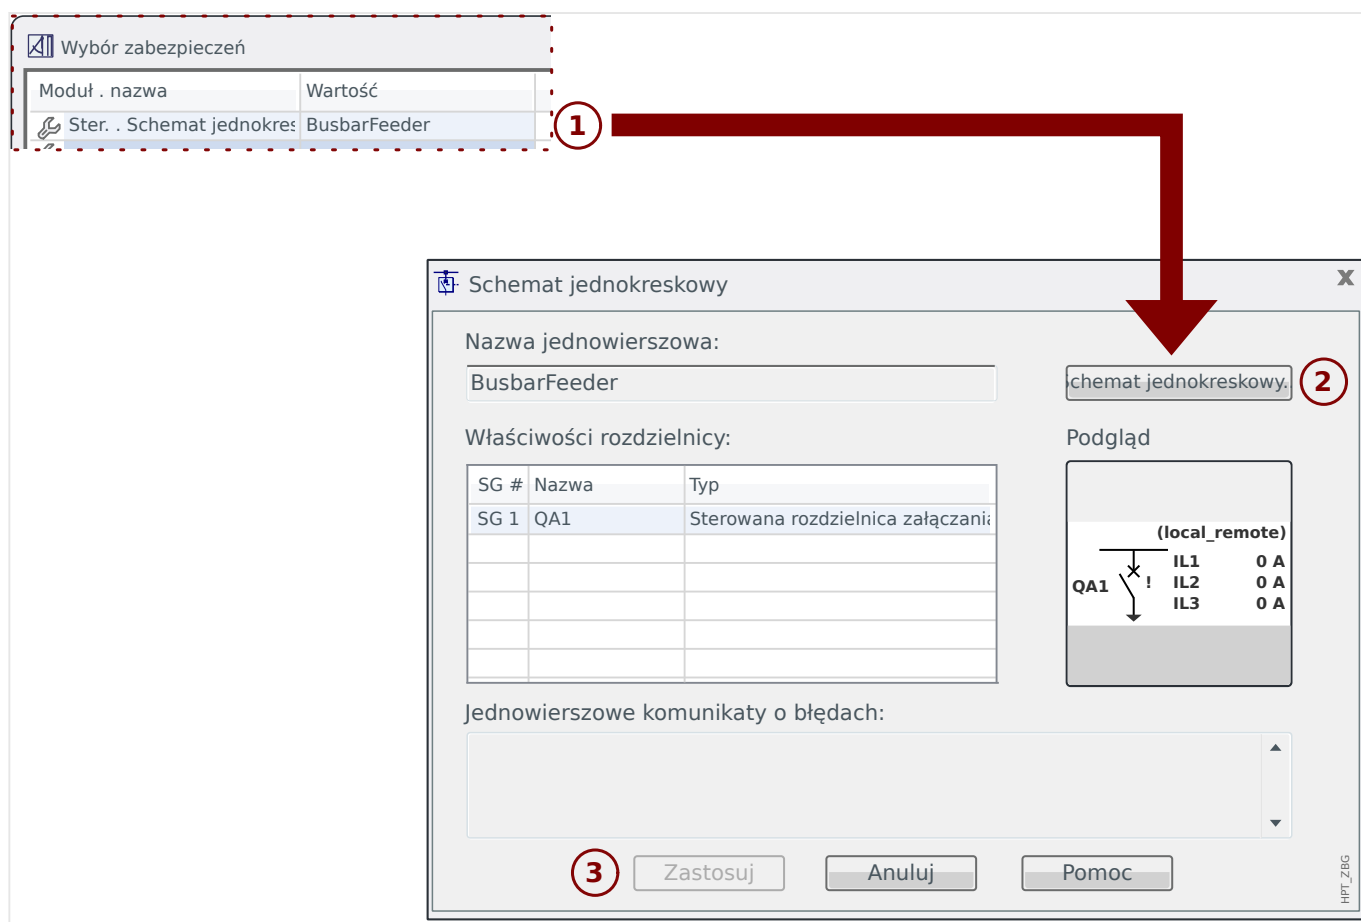 Wybór zabezpieczeń
Moduł . nazwa Wartość
Ster. . Schemat jednokres BusbarFeeder
1
Schemat jednokreskowy x
Nazwa jednowierszowa:
BusbarFeeder
chemat jednokreskowy. 2
Właściwości rozdzielnicy: Podgląd
SG # Nazwa Typ
SG 1 QA1 Sterowana rozdzielnica załączania
(local_remote)
IL1 0 A
QA1 ! IL2 0 A
IL3 0 A
Jednowierszowe komunikaty o błędach:
3 Zastosuj Anuluj Pomoc
HPT_ZBG